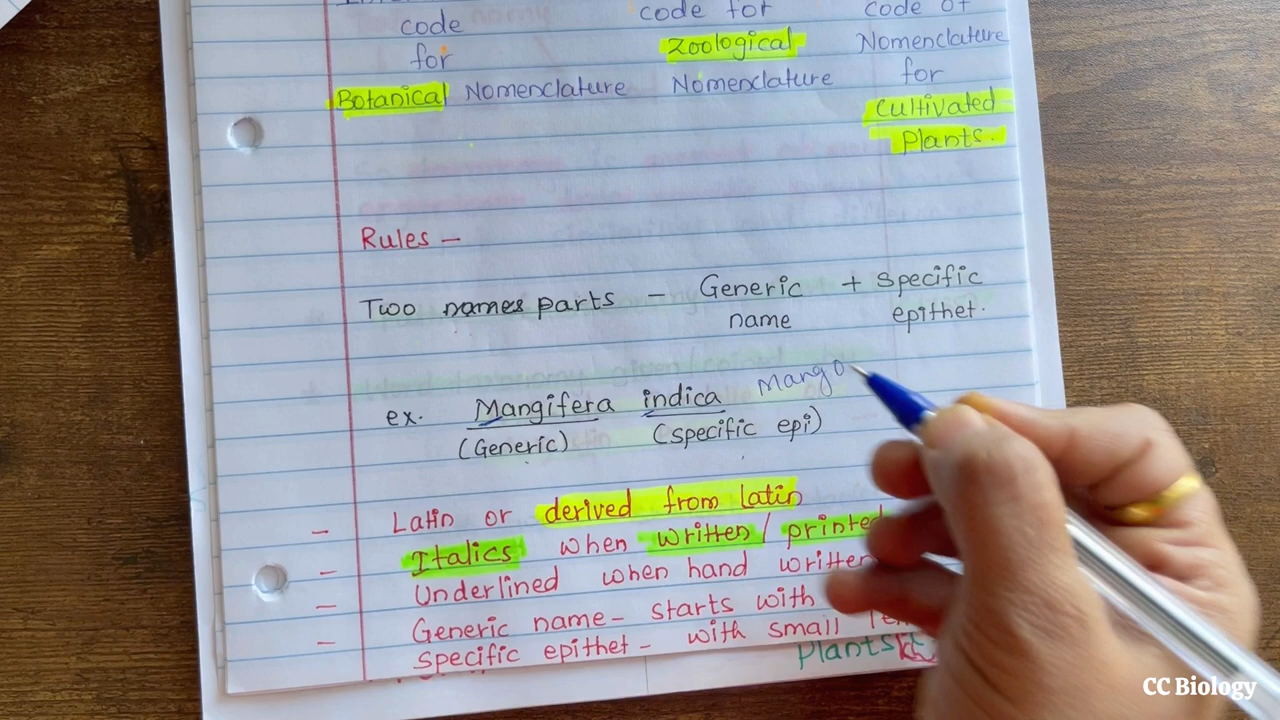 code code for code of
for Zoological Nomenclature
Botanical Nomenclature Nomenclature for
Cultivated
Plants.
Rules –
Two names parts – Generic + Specific
name epithet.
ex. Mangifera indica Mango
(Generic) (specific epi)
– Latin or derived from latin
– Italics when written / printed
– Underlined when hand written
– Generic name – starts with
specific epithet – with small
Plants
CC Biology